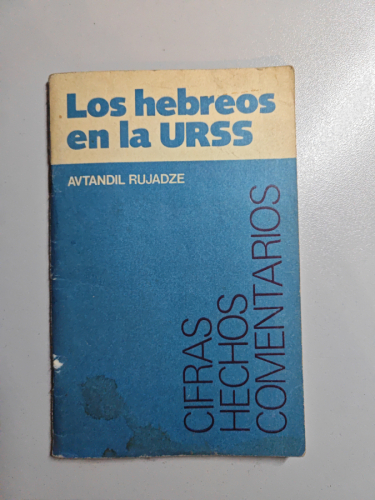 Los hebreos
en la URSS
AVTANDIL RUJADZE
CIFRAS
HECHOS
COMENTARIOS